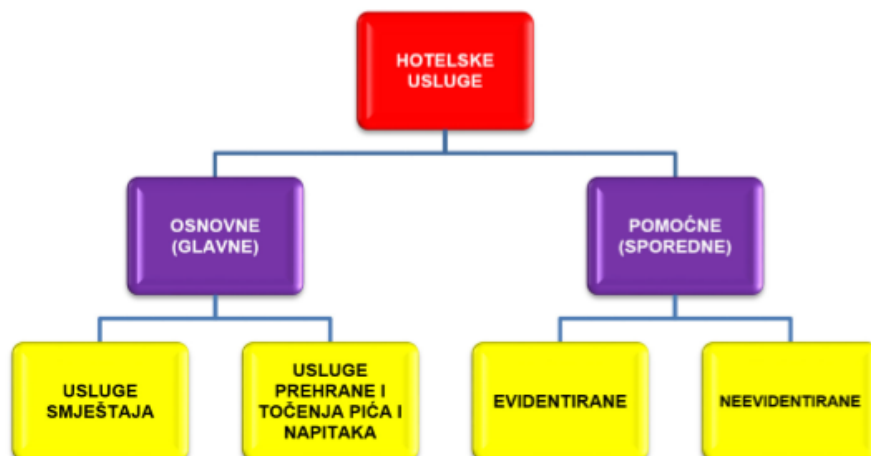 HOTELSKE
USLUGE
OSNOVNE
(GLAVNE)
POMOĆNE
(SPOREDNE)
USLUGE
SMJEŠTAJA
USLUGE
PREHRANE I
TOČENJA PIĆA I
NAPITAKA
EVIDENTIRANE
NEEVIDENTIRANE